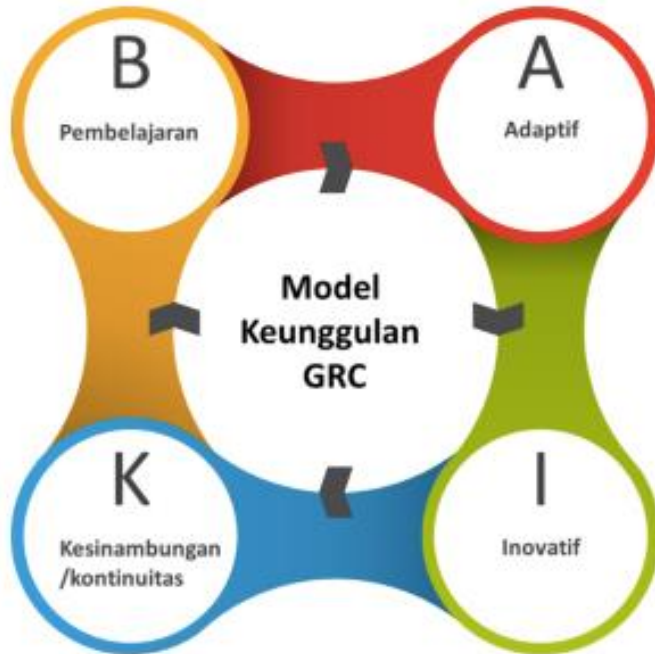 B
Pembelajaran
A
Adaptif
Model
Keunggulan
GRC
K
Kesinambungan
/kontinuitas
I
Inovatif